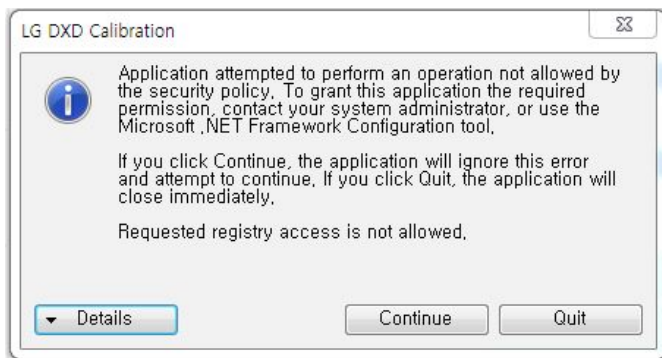 LG DXD Calibration
Application attempted to perform an operation not allowed by
the security policy, To grant this application the required
permission, contact your system administrator, or use the
Microsoft ,NET Framework Configuration tool,
If you click Continue, the application will ignore this error
and attempt to continue, If you click Quit, the application will
close immediately,
Requested registry access is not allowed,
Details
Continue
Quit